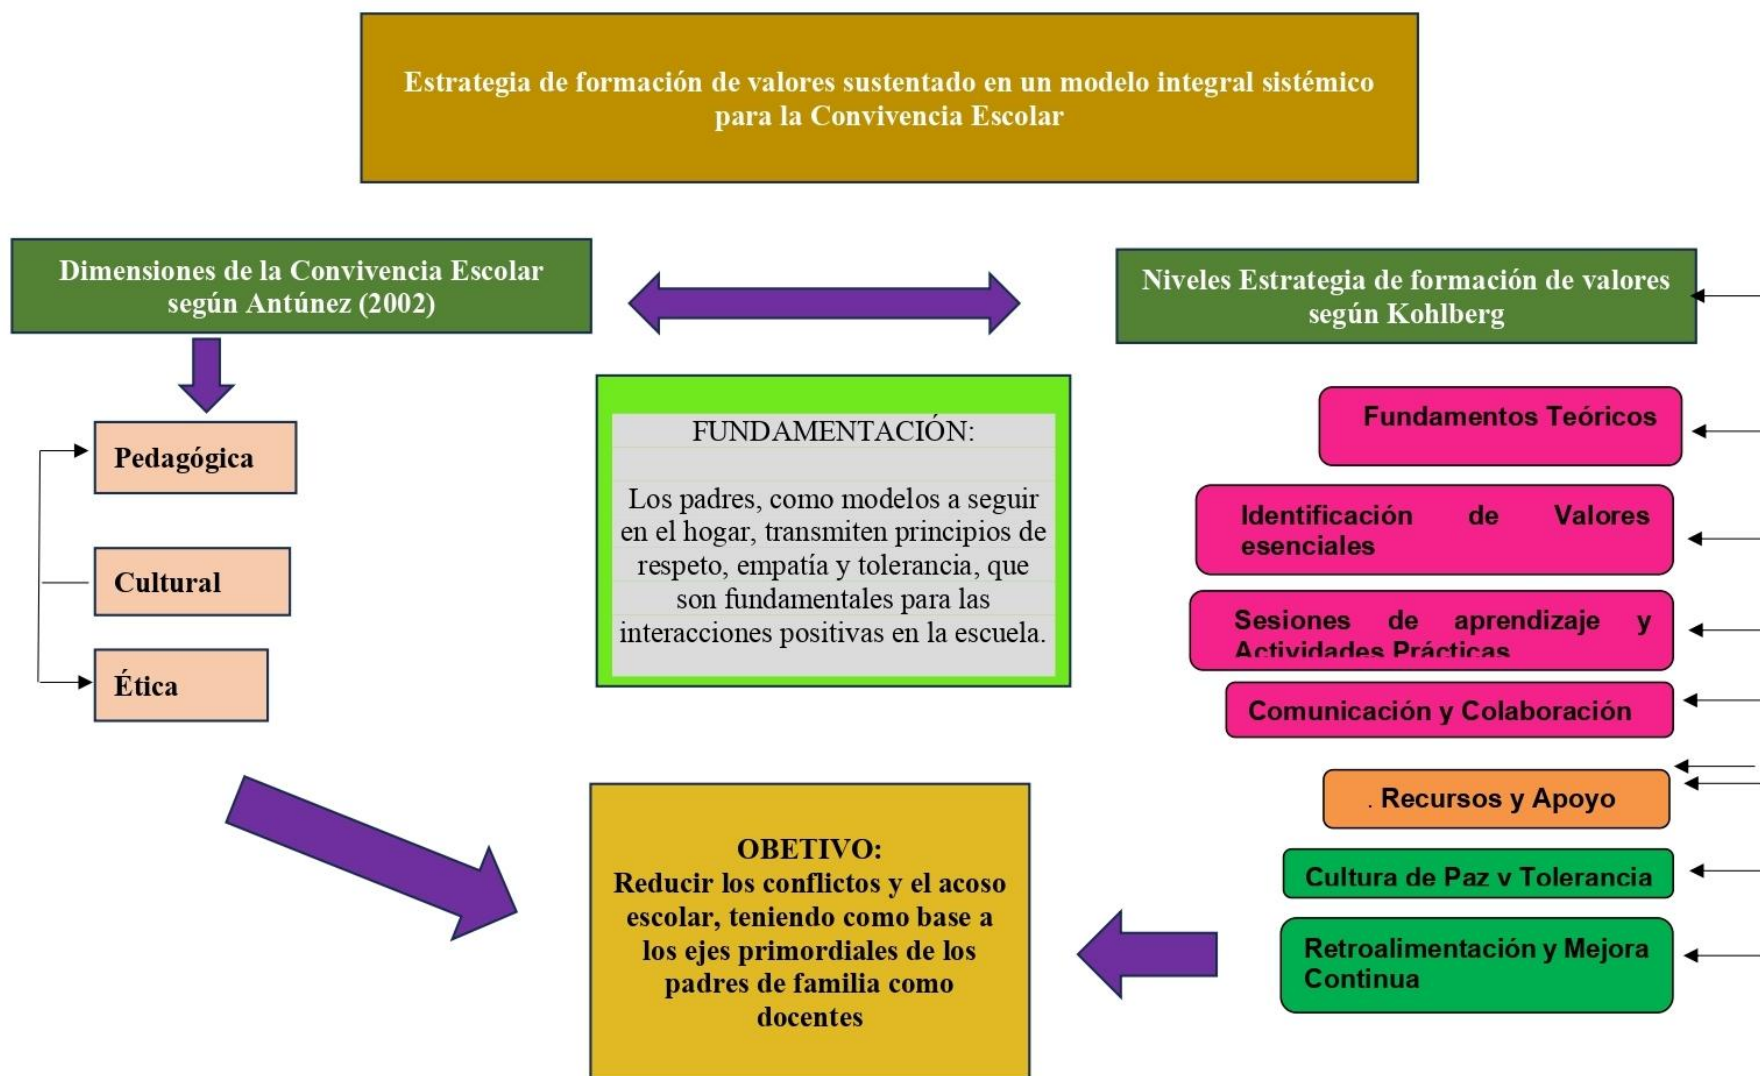 Estrategia de formación de valores sustentado en un modelo integral sistémico
para la Convivencia Escolar
Dimensiones de la Convivencia Escolar
según Antúnez (2002)
Niveles Estrategia de formación de valores
según Kohlberg
Pedagógica
Cultural
Ética
FUNDAMENTACIÓN:
Los padres, como modelos a seguir
en el hogar, transmiten principios de
respeto, empatía y tolerancia, que
son fundamentales para las
interacciones positivas en la escuela.
Fundamentos Teóricos
Identificación de Valores
esenciales
Sesiones de aprendizaje y
Actividades Prácticas
Comunicación y Colaboración
. Recursos y Apoyo
Cultura de Paz y Tolerancia
Retroalimentación y Mejora
Continua
OBETIVO:
Reducir los conflictos y el acoso
escolar, teniendo como base a
los ejes primordiales de los
padres de familia como
docentes